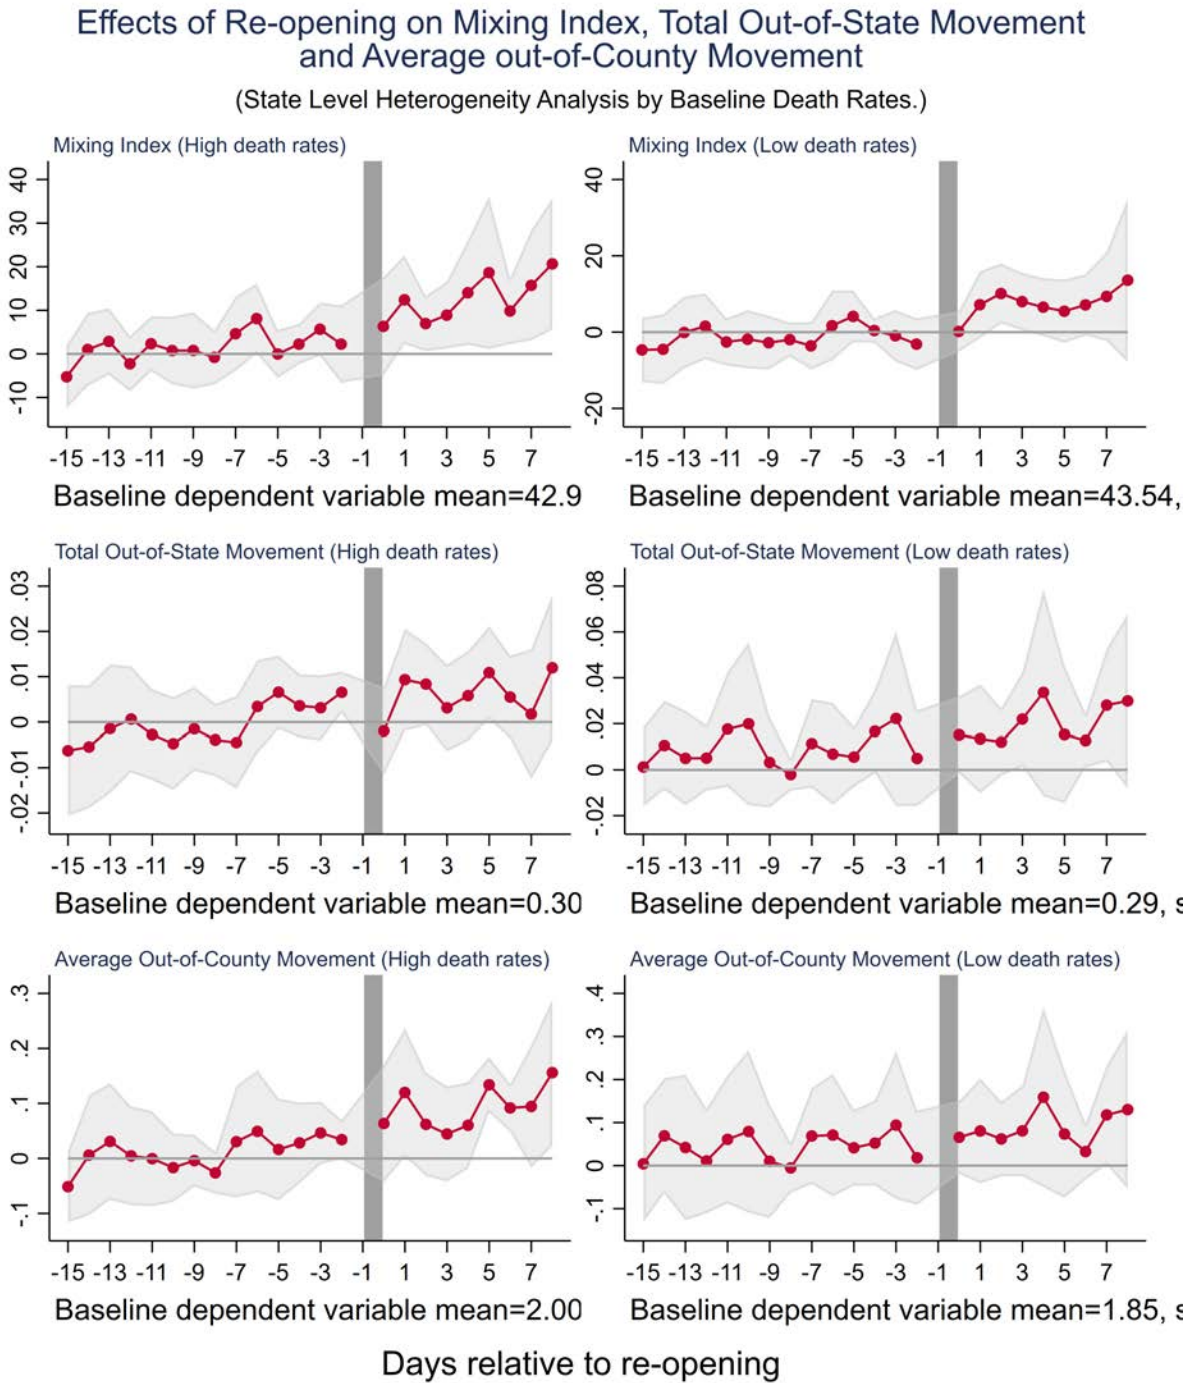 Effects of Re-opening on Mixing Index, Total Out-of-State Movement
and Average out-of-County Movement
(State Level Heterogeneity Analysis by Baseline Death Rates.)
Mixing Index (High death rates)
40
30
20
10
0
-10
-15 -13 -11 -9 -7 -5 -3 -1 1 3 5 7
Baseline dependent variable mean=42.9
Mixing Index (Low death rates)
40
20
0
-20
-15 -13 -11 -9 -7 -5 -3 -1 1 3 5 7
Baseline dependent variable mean=43.54,
Total Out-of-State Movement (High death rates)
.03
.02
.01
0
-.01
-.02
-15 -13 -11 -9 -7 -5 -3 -1 1 3 5 7
Baseline dependent variable mean=0.30
Total Out-of-State Movement (Low death rates)
.08
.06
.04
.02
0
-.02
-15 -13 -11 -9 -7 -5 -3 -1 1 3 5 7
Baseline dependent variable mean=0.29, s
Average Out-of-County Movement (High death rates)
.3
.2
.1
0
-.1
-15 -13 -11 -9 -7 -5 -3 -1 1 3 5 7
Baseline dependent variable mean=2.00
Average Out-of-County Movement (Low death rates)
.4
.3
.2
.1
0
-.1
-15 -13 -11 -9 -7 -5 -3 -1 1 3 5 7
Baseline dependent variable mean=1.85, s
Days relative to re-opening